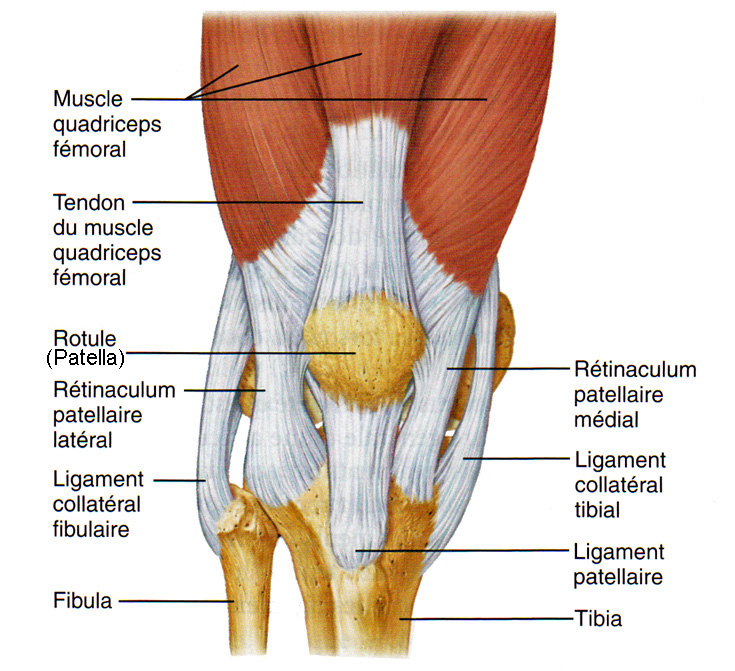 Muscle
quadriceps
fémoral
Tendon
du muscle
quadriceps
fémoral
Rotule
(Patella)
Rétinaculum
patellaire
latéral
Ligament
collatéral
fibulaire
Fibula
Rétinaculum
patellaire
médial
Ligament
collatéral
tibial
Ligament
patellaire
Tibia